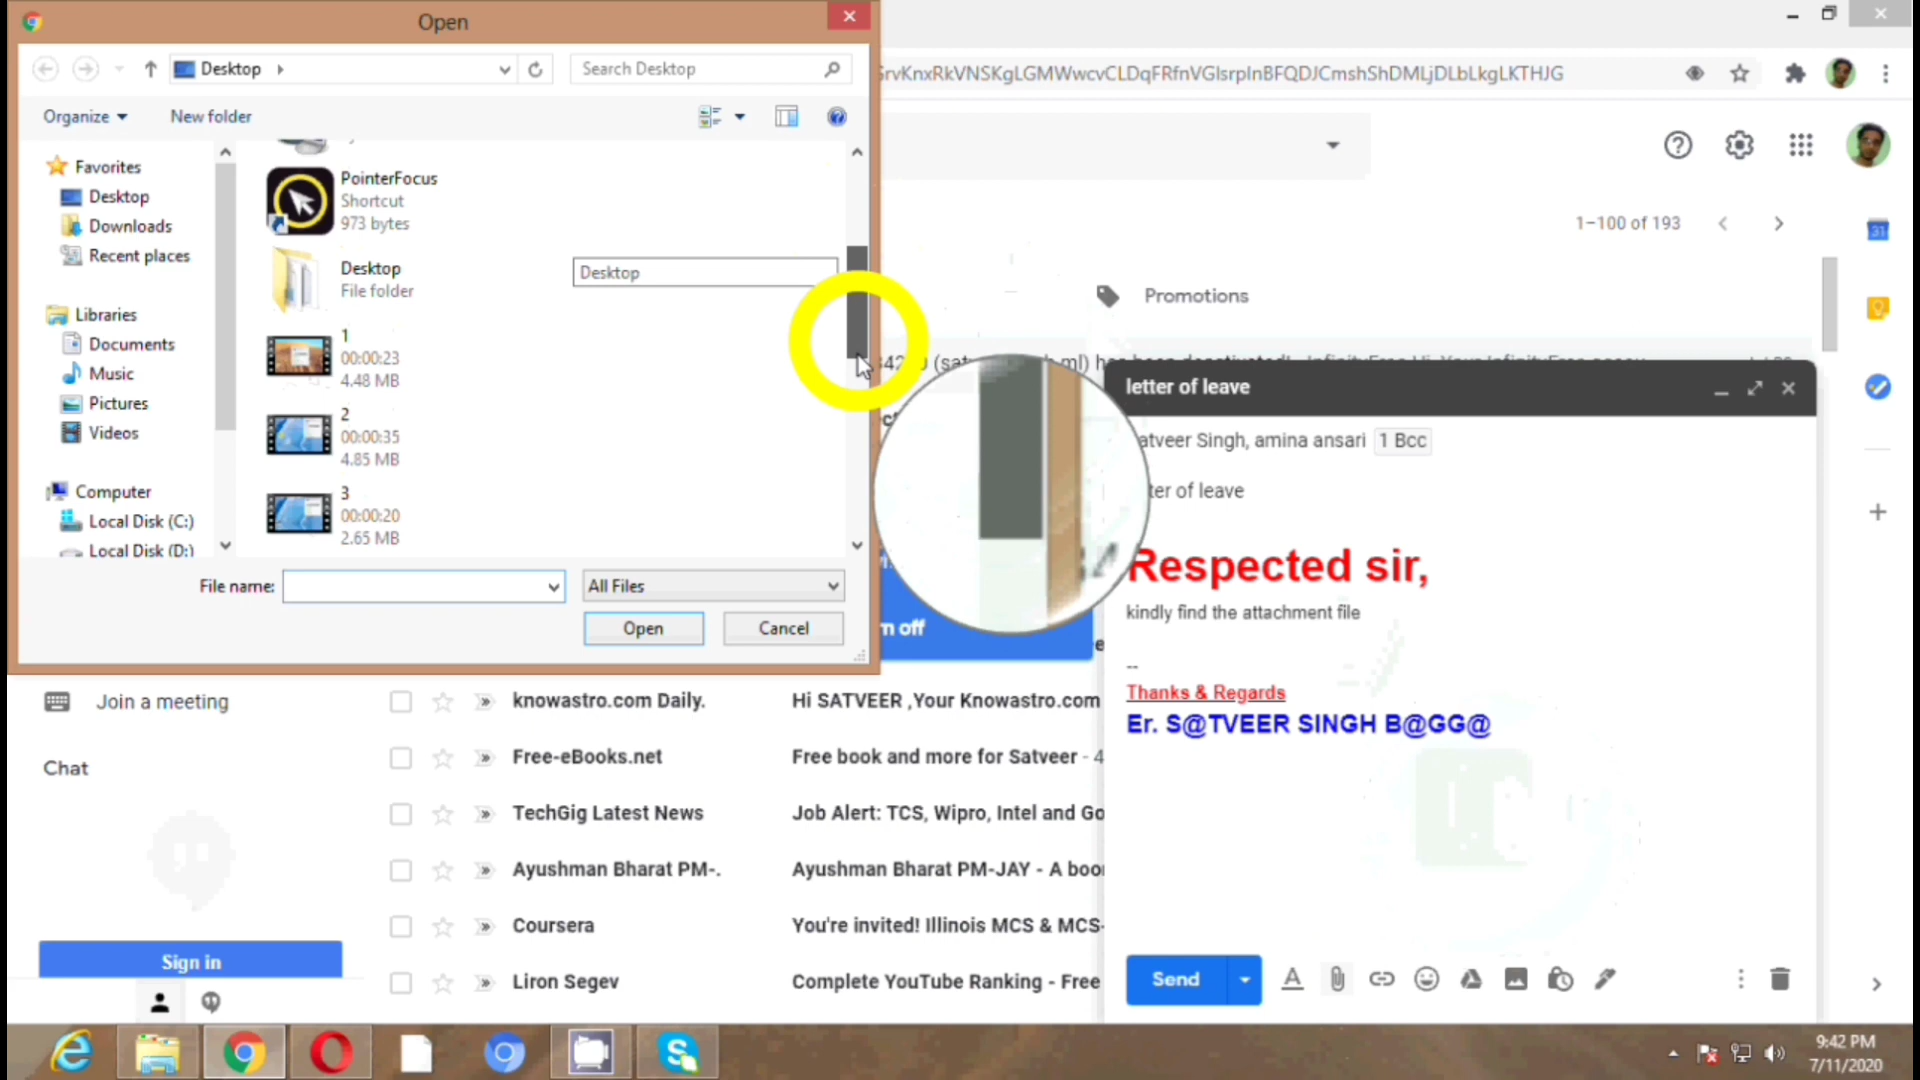 Open
Desktop
Search Desktop
Organize
New folder
Favorites
Desktop
Downloads
Recent places
Libraries
Documents
Music
Pictures
Videos
Computer
Local Disk (C:)
Local Disk (D:)
PointerFocus
Shortcut
973 bytes
Desktop
File folder
Desktop
1
00:00:23
4.48 MB
2
00:00:35
4.85 MB
3
00:00:20
2.65 MB
File name:
All Files
Open
Cancel
1–100 of 193
31
Promotions
letter of leave
atveer Singh, amina ansari 1 Bcc
ter of leave
Respected sir,
kindly find the attachment file
--
Thanks & Regards
Er. S@TVEER SINGH B@GG@
Send
n off
Join a meeting
Chat
Sign in
knowastro.com Daily. Hi SATVEER ,Your Knowastro.com
Free-eBooks.net Free book and more for Satveer - 4
TechGig Latest News Job Alert: TCS, Wipro, Intel and Go
Ayushman Bharat PM-. Ayushman Bharat PM-JAY - A boo
Coursera You're invited! Illinois MCS & MCS-
Liron Segev Complete YouTube Ranking - Free
9:42 PM
7/11/2020